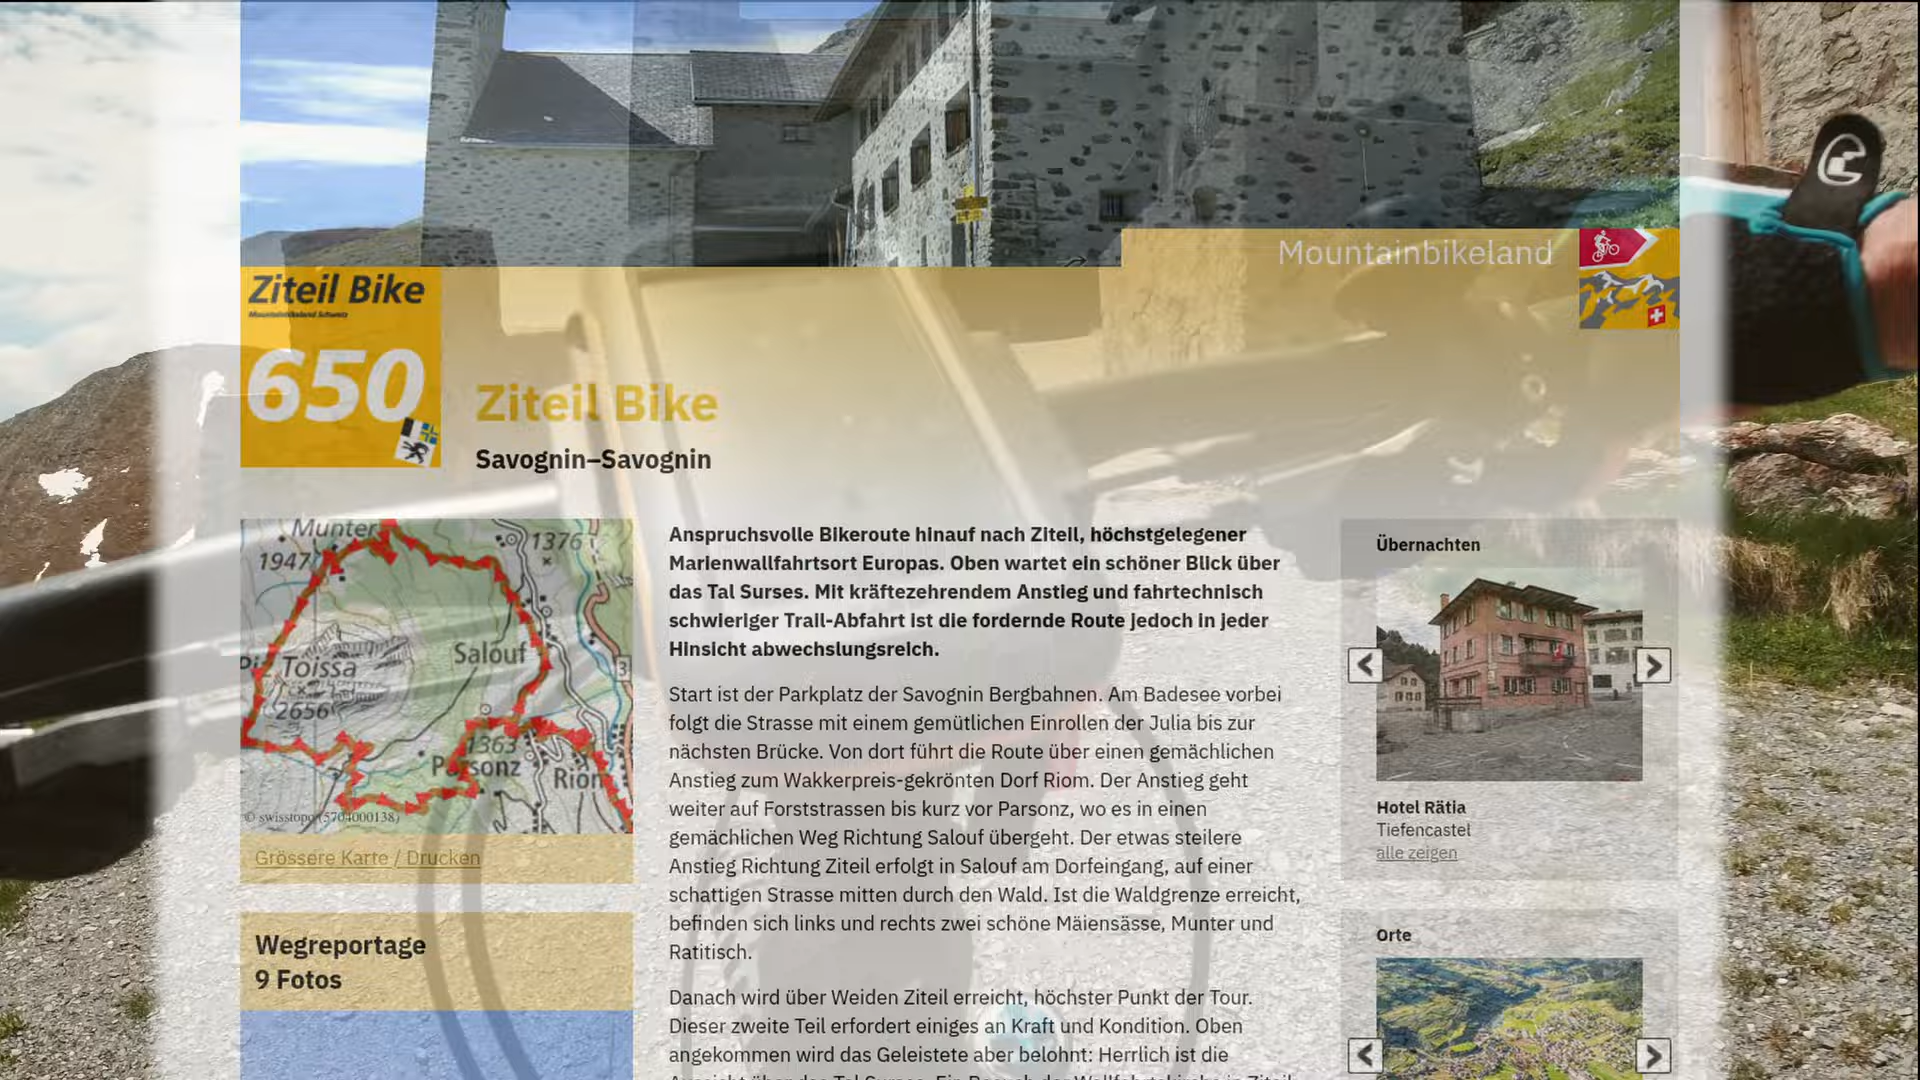 Mountainbikeland
Ziteil Bike
Mountainbikeland Schweiz
650
Ziteil Bike
Savognin–Savognin
Munter
1947
1376
Toissa
2656
Salouf
3
1363
Parsonz
Riom
© swisstopo (5704000138)
Grössere Karte / Drucken
Wegreportage
9 Fotos
Anspruchsvolle Bikeroute hinauf nach Ziteil, höchstgelegener
Marienwallfahrtsort Europas. Oben wartet ein schöner Blick über
das Tal Surses. Mit kräftezehrendem Anstieg und fahrtechnisch
schwieriger Trail-Abfahrt ist die fordernde Route jedoch in jeder
Hinsicht abwechslungsreich.
Start ist der Parkplatz der Savognin Bergbahnen. Am Badesee vorbei
folgt die Strasse mit einem gemütlichen Einrollen der Julia bis zur
nächsten Brücke. Von dort führt die Route über einen gemächlichen
Anstieg zum Wakkerpreis-gekrönten Dorf Riom. Der Anstieg geht
weiter auf Forststrassen bis kurz vor Parsonz, wo es in einen
gemächlichen Weg Richtung Salouf übergeht. Der etwas steilere
Anstieg Richtung Ziteil erfolgt in Salouf am Dorfeingang, auf einer
schattigen Strasse mitten durch den Wald. Ist die Waldgrenze erreicht,
befinden sich links und rechts zwei schöne Mäiensässe, Munter und
Ratitisch.
Danach wird über Weiden Ziteil erreicht, höchster Punkt der Tour.
Dieser zweite Teil erfordert einiges an Kraft und Kondition. Oben
angekommen wird das Geleistete aber belohnt: Herrlich ist die
Übernachten
Hotel Rätia
Tiefencastel
alle zeigen
Orte